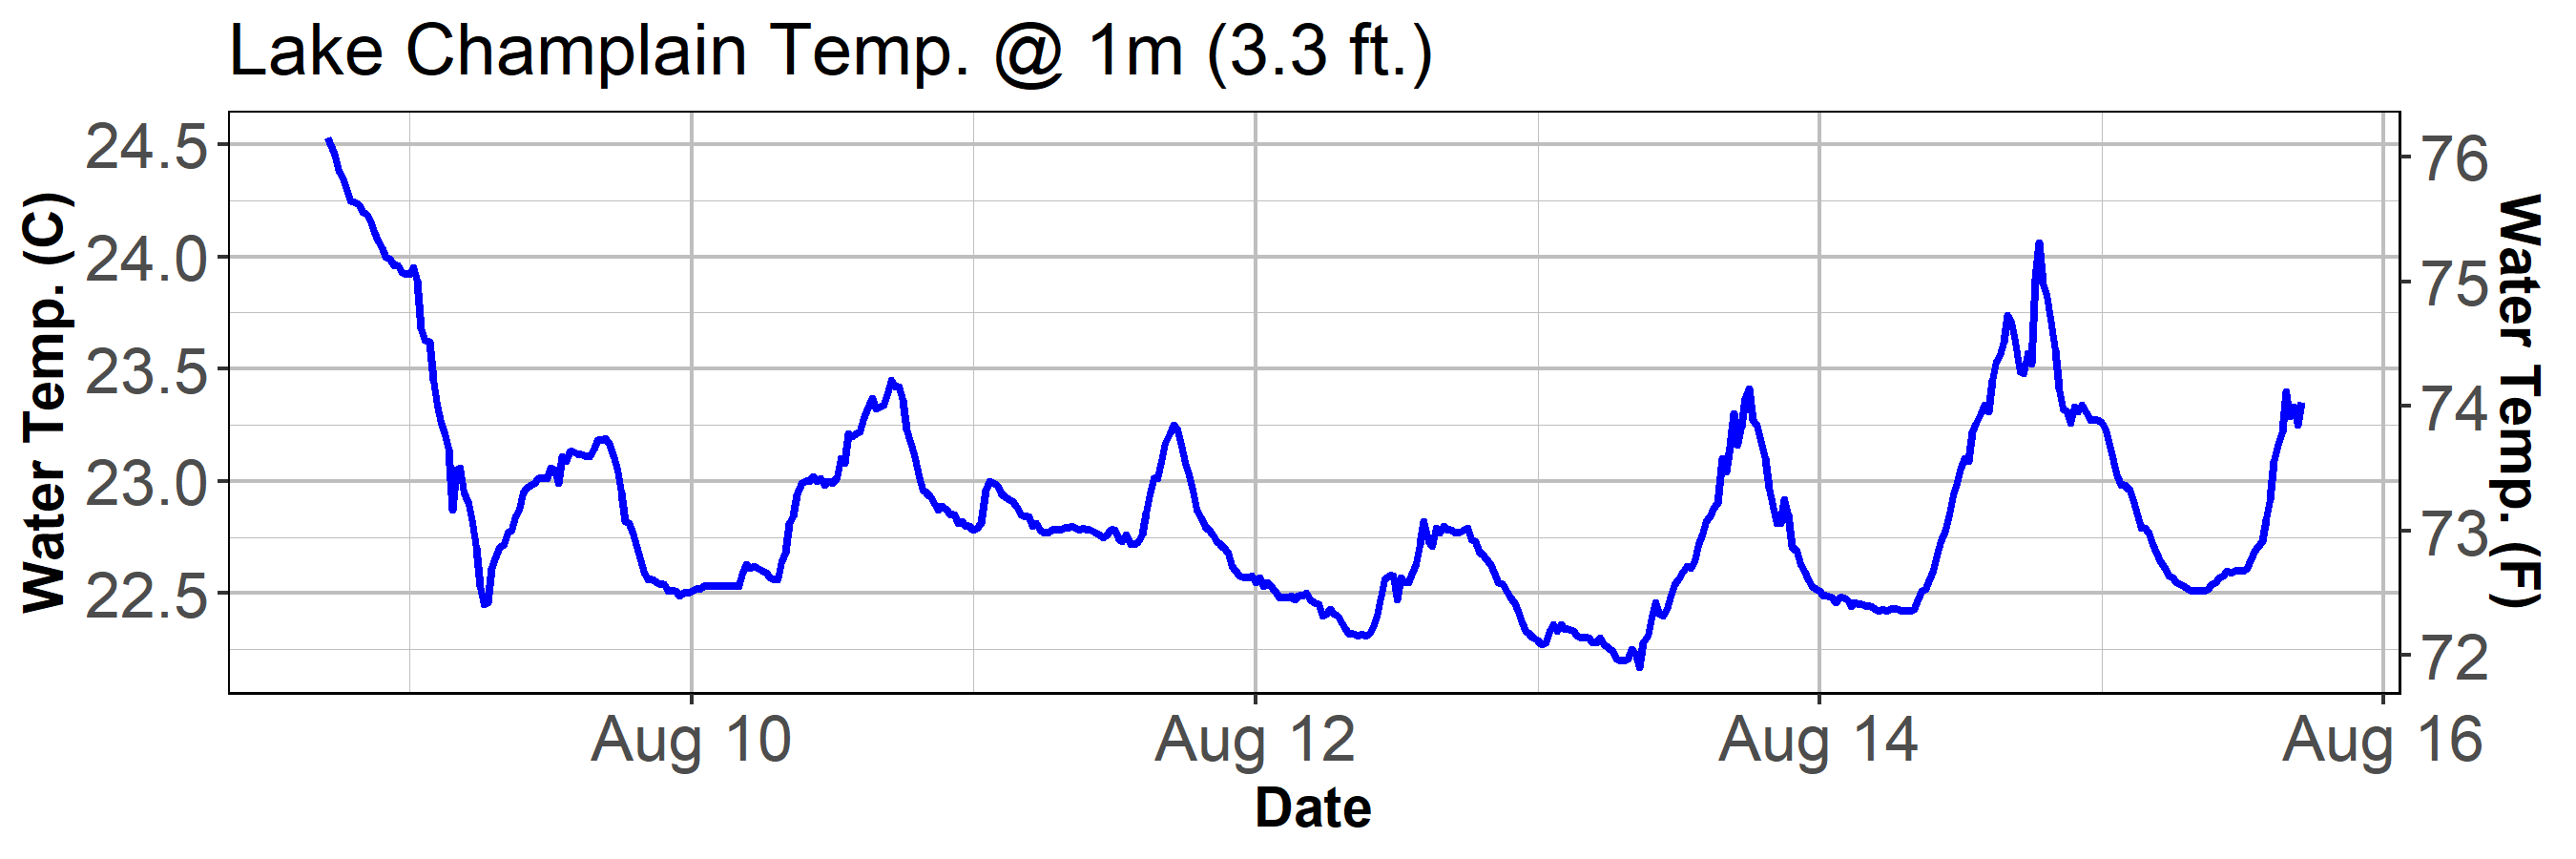 Lake Champlain Temp. @ 1m (3.3 ft.)
Water Temp. (C)
24.5
24.0
23.5
23.0
22.5
76
75
74
73
72
Water Temp. (F)
Aug 10 Aug 12 Aug 14 Aug 16
Date